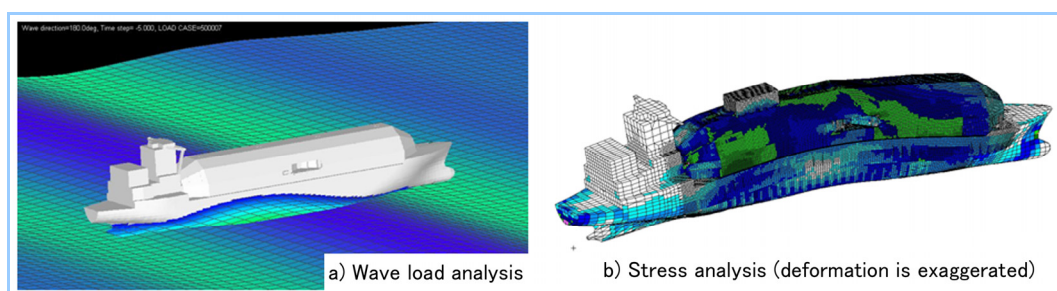 Wave direction=180.0deg, Time step= -5.000, LOAD CASE=500007
a) Wave load analysis
b) Stress analysis (deformation is exaggerated)